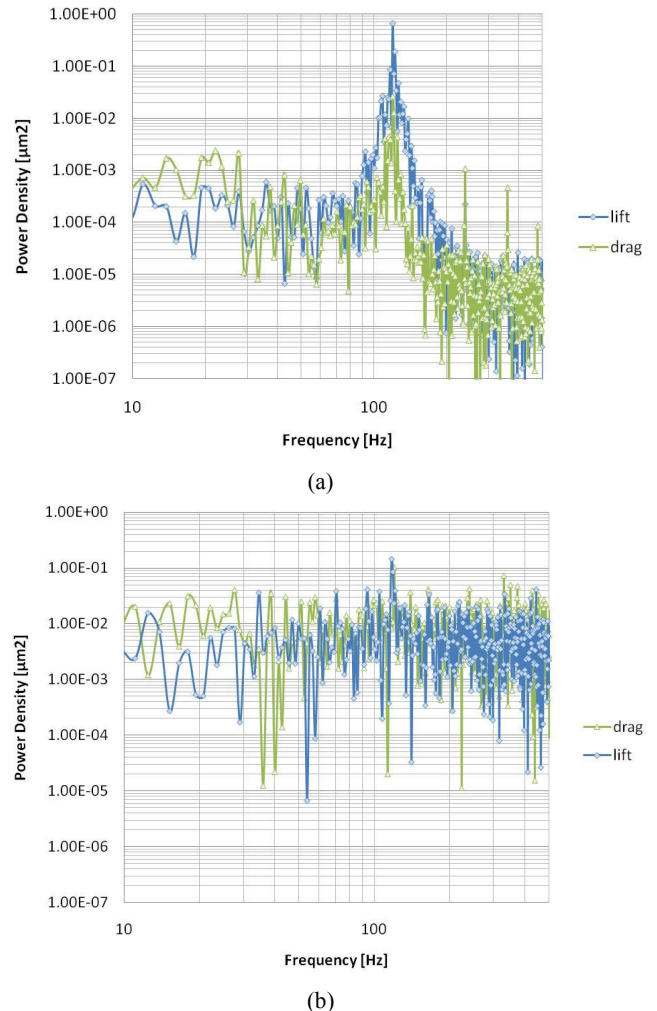 1.00E+00
1.00E-01
1.00E-02
1.00E-03
1.00E-04
1.00E-05
1.00E-06
1.00E-07
Power Density [µm2]
10
100
Frequency [Hz]
lift
drag
(a)
1.00E+00
1.00E-01
1.00E-02
1.00E-03
1.00E-04
1.00E-05
1.00E-06
1.00E-07
Power Density [µm2]
10
100
Frequency [Hz]
drag
lift
(b)